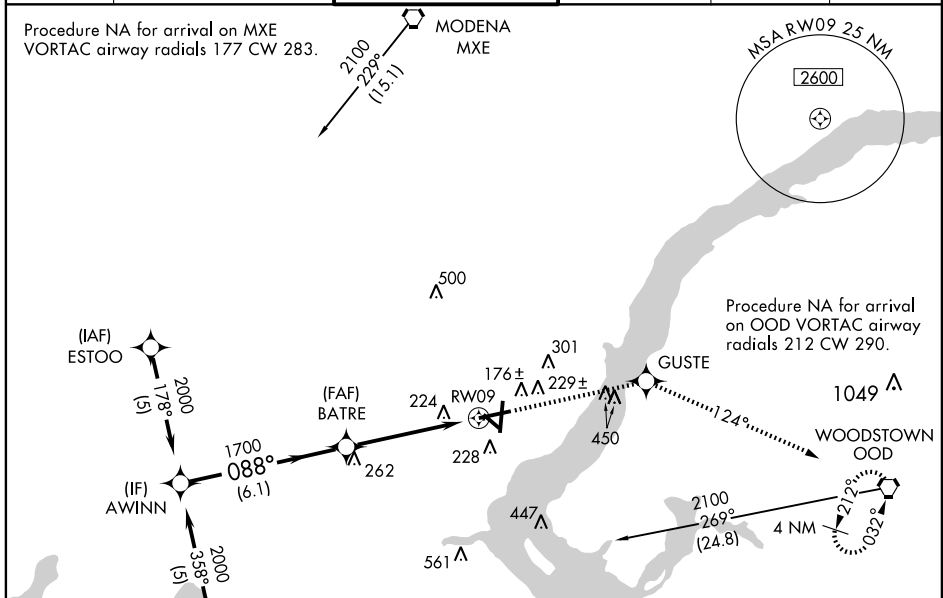 Procedure NA for arrival on MXE
VORTAC airway radials 177 CW 283.
MODENA
MXE
2100
229°
(15.1)
MSA RW09 25 NM
2600
500
Procedure NA for arrival
on OOD VORTAC airway
radials 212 CW 290.
(IAF)
ESTOO
2000
178°
(5)
(FAF)
BATRE
224
RW09
176±
301
229±
GUSTE
450
1049
124°
WOODSTOWN
OOD
1700
088°
(6.1)
262
228
(IF)
AWINN
2000
358°
(5)
447
561
2100
269°
(24.8)
4 NM
212°
032°